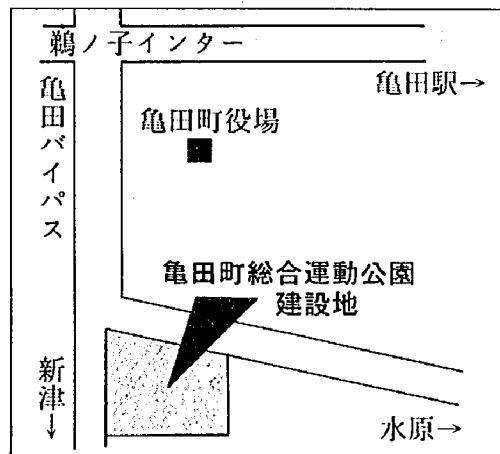 鵜ノ子インター
亀田駅→
亀田バイパス
亀田町役場
亀田町総合運動公園
建設地
新津↓
水原→